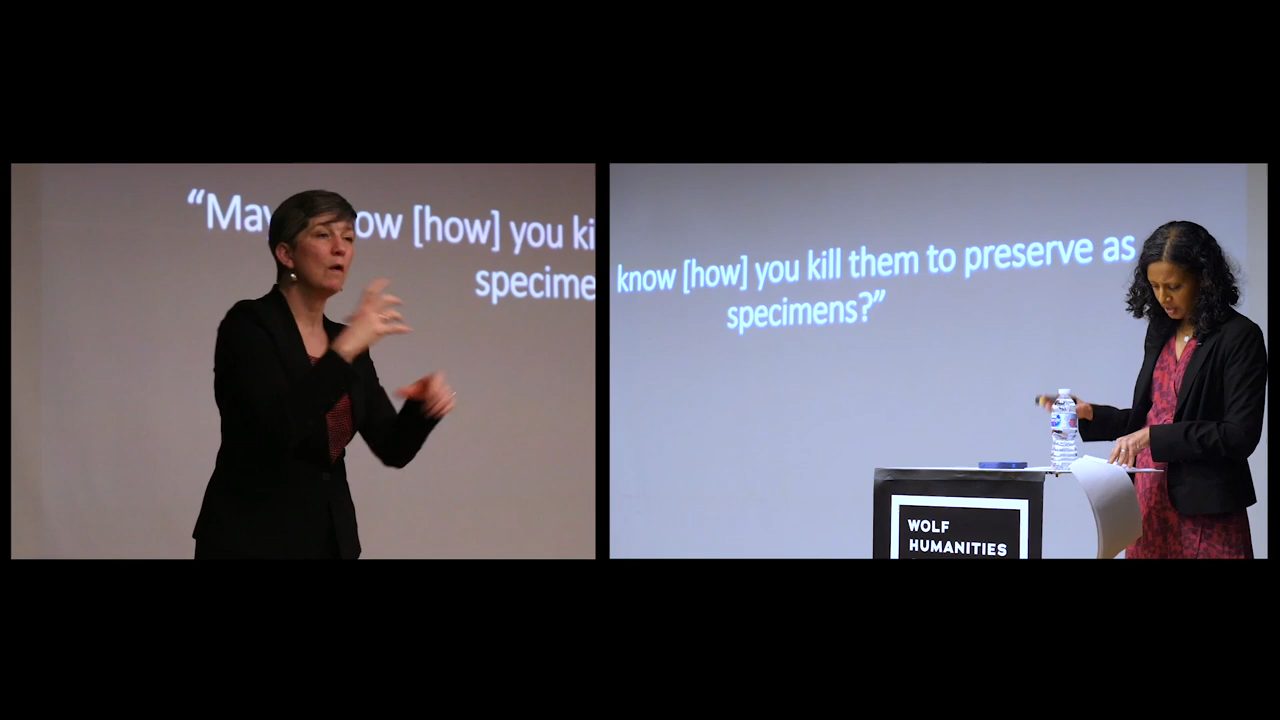 “May ow [how] you ki
specime
know [how] you kill them to preserve as
specimens?”
WOLF
HUMANITIES